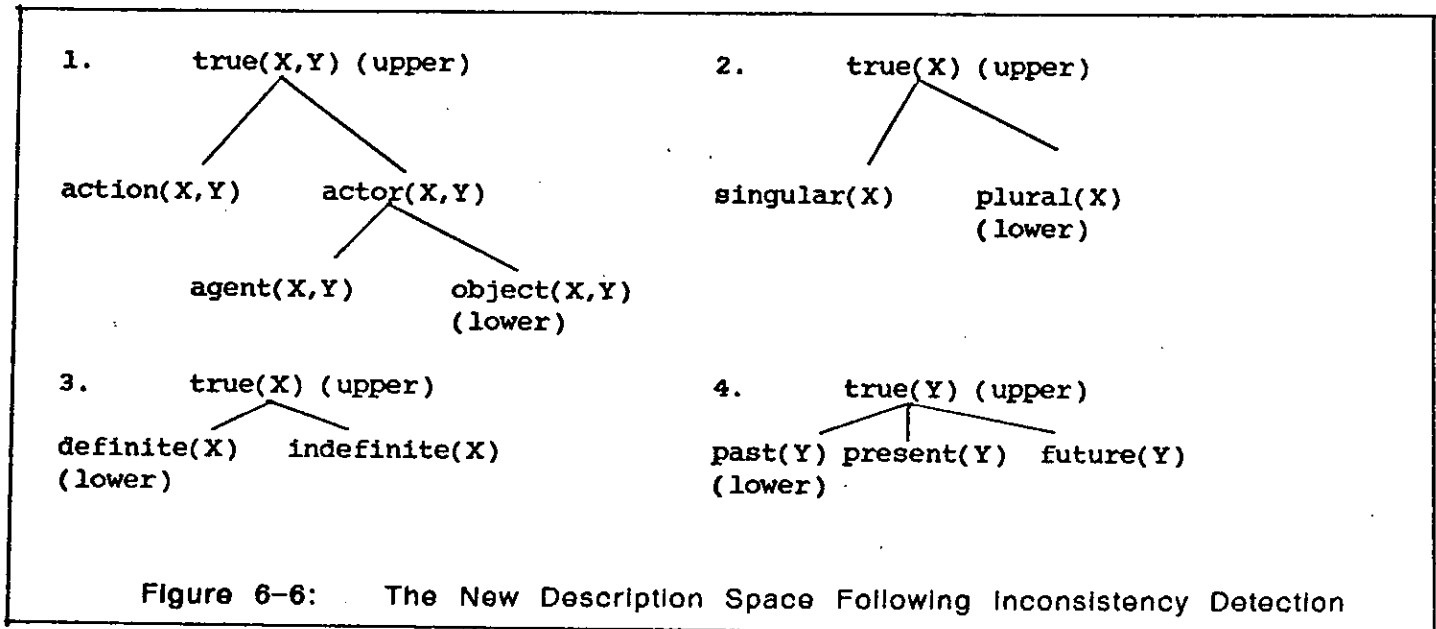 1. true(X,Y) (upper)
action(X,Y) actor(X,Y)
agent(X,Y) object(X,Y)
(lower)
2. true(X) (upper)
singular(X) plural(X)
(lower)
3. true(X) (upper)
definite(X) indefinite(X)
(lower)
4. true(Y) (upper)
past(Y) present(Y) future(Y)
(lower)
Figure 6-6: The New Description Space Following Inconsistency Detection